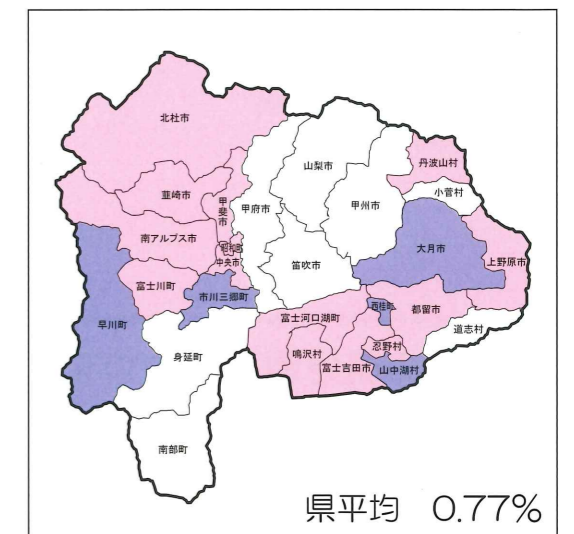 北杜市
丹波山村
山梨市
小菅村
韮崎市
甲斐市
甲府市
甲州市
南アルプス市
昭和町
大月市
中央市
笛吹市
上野原市
富士川町
市川三郷町
西桂町
都留市
早川町
富士河口湖町
道志村
忍野村
身延町
鳴沢村
富士吉田市
山中湖村
南部町
県平均 0.77%